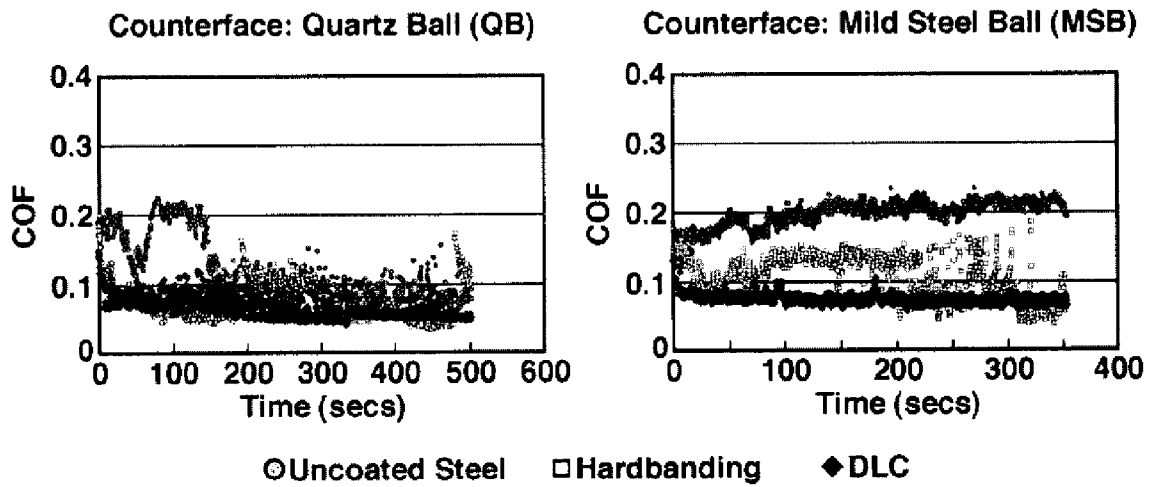 Counterface: Quartz Ball (QB)
0.4
0.3
0.2
0.1
0
COF
0 100 200 300 400 500 600
Time (secs)
Counterface: Mild Steel Ball (MSB)
0.4
0.3
0.2
0.1
0
COF
0 100 200 300 400
Time (secs)
Uncoated Steel Hardbanding DLC